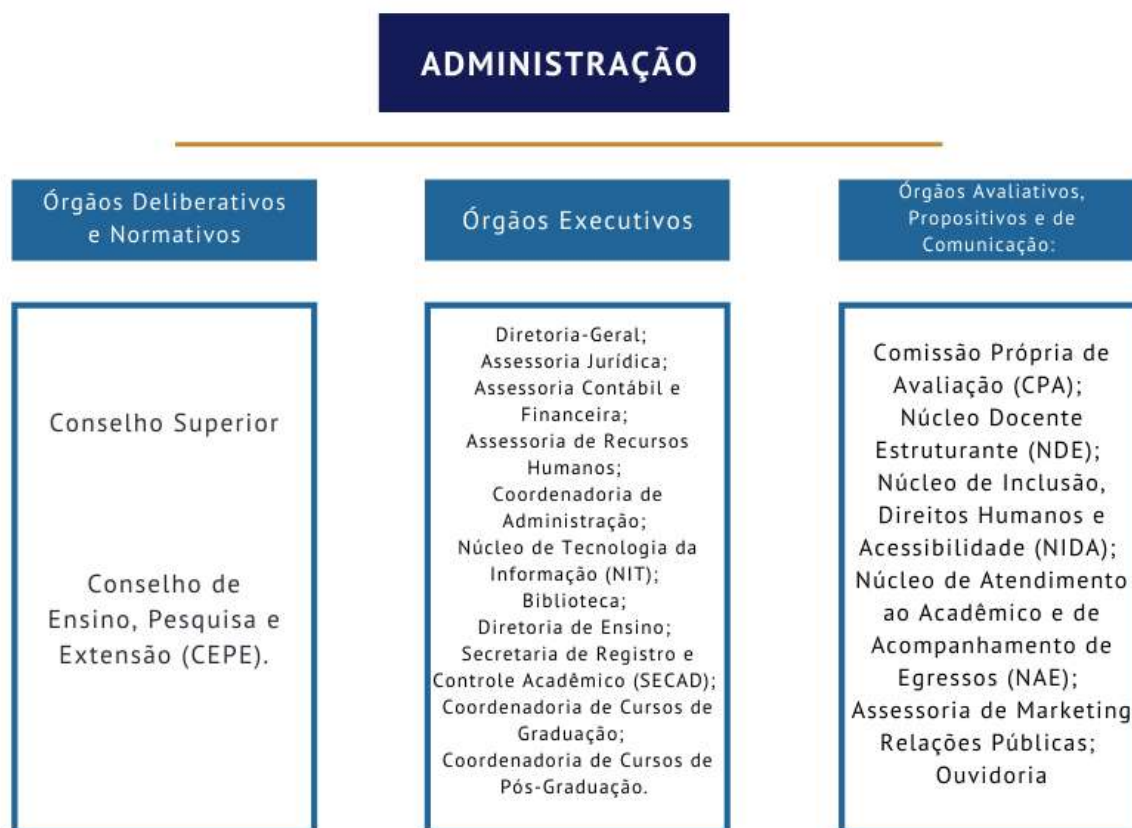 ADMINISTRAÇÃO
Órgãos Deliberativos
e Normativos
Conselho Superior
Conselho de
Ensino, Pesquisa e
Extensão (CEPE).
Órgãos Executivos
Diretoria-Geral;
Assessoria Jurídica;
Assessoria Contábil e
Financeira;
Assessoria de Recursos
Humanos;
Coordenadoria de
Administração;
Núcleo de Tecnologia da
Informação (NIT);
Biblioteca;
Diretoria de Ensino;
Secretaria de Registro e
Controle Acadêmico (SECAD);
Coordenadoria de Cursos de
Graduação;
Coordenadoria de Cursos de
Pós-Graduação.
Órgãos Avaliativos,
Propositivos e de
Comunicação:
Comissão Própria de
Avaliação (CPA);
Núcleo Docente
Estruturante (NDE);
Núcleo de Inclusão,
Direitos Humanos e
Acessibilidade (NIDA);
Núcleo de Atendimento
ao Acadêmico e de
Acompanhamento de
Egressos (NAE);
Assessoria de Marketing
Relações Públicas;
Ouvidoria